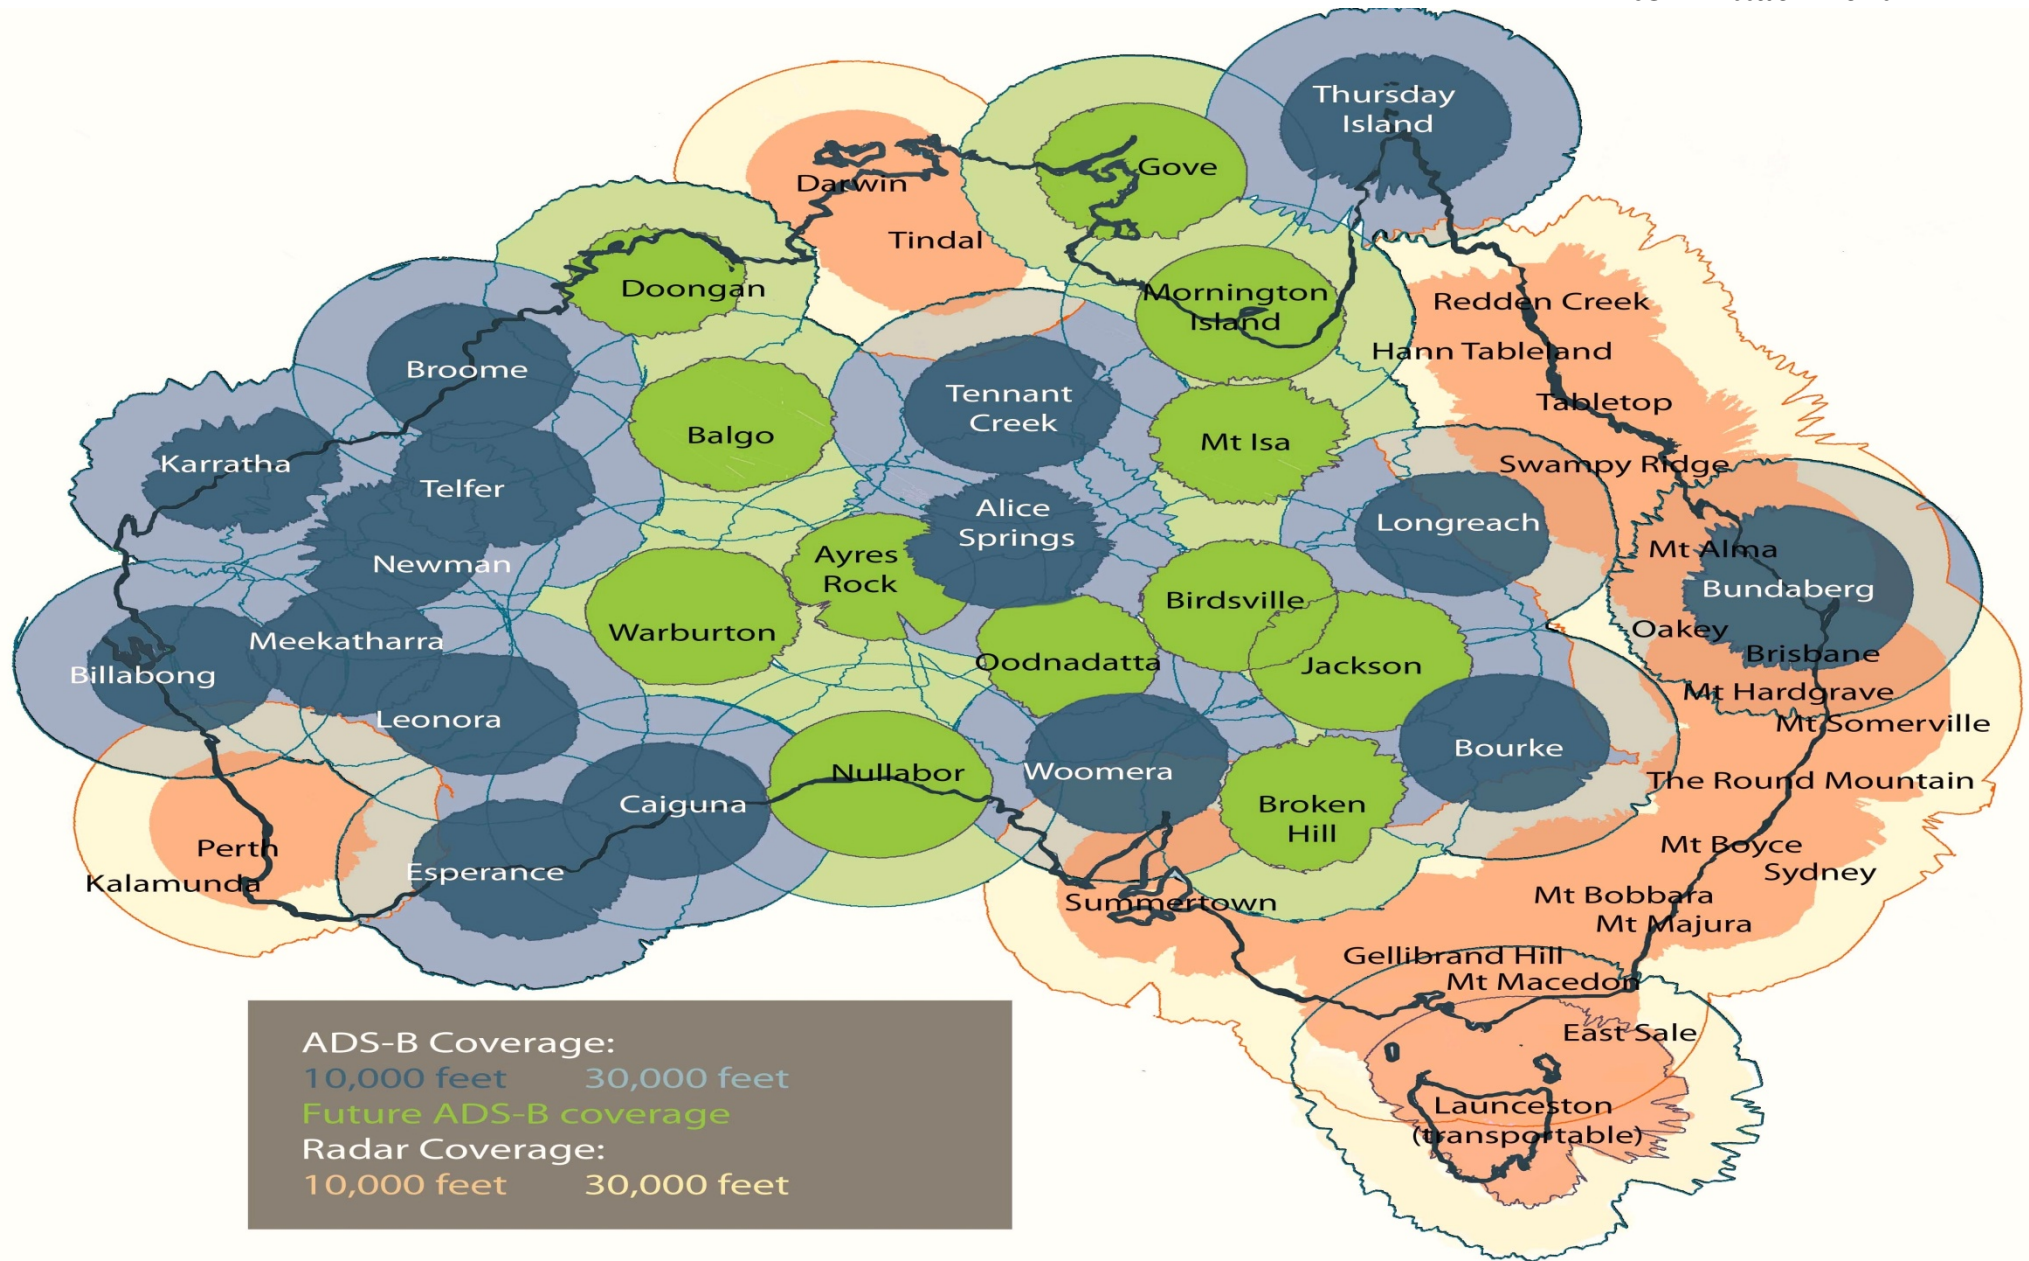 Thursday
Island
Gove
Darwin
Tindal
Doongan
Mornington
Island
Redden Creek
Hann Tableland
Broome
Tennant
Creek
Tabletop
Balgo
Mt Isa
Karratha
Swampy Ridge
Telfer
Alice
Springs
Longreach
Mt Alma
Newman
Ayres
Rock
Bundaberg
Birdsville
Warburton
Oakey
Meekatharra
Brisbane
Billabong
Oodnadatta
Jackson
Mt Hardgrave
Leonora
Mt Somerville
Bourke
Nullabor
Woomera
The Round Mountain
Caiguna
Broken
Hill
Perth
Mt Boyce
Sydney
Kalamunda
Esperance
Summertown
Mt Bobbara
Mt Majura
Gellibrand Hill
Mt Macedon
East Sale
Launceston
(transportable)
ADS-B Coverage:
10,000 feet 30,000 feet
Future ADS-B coverage
Radar Coverage:
10,000 feet 30,000 feet